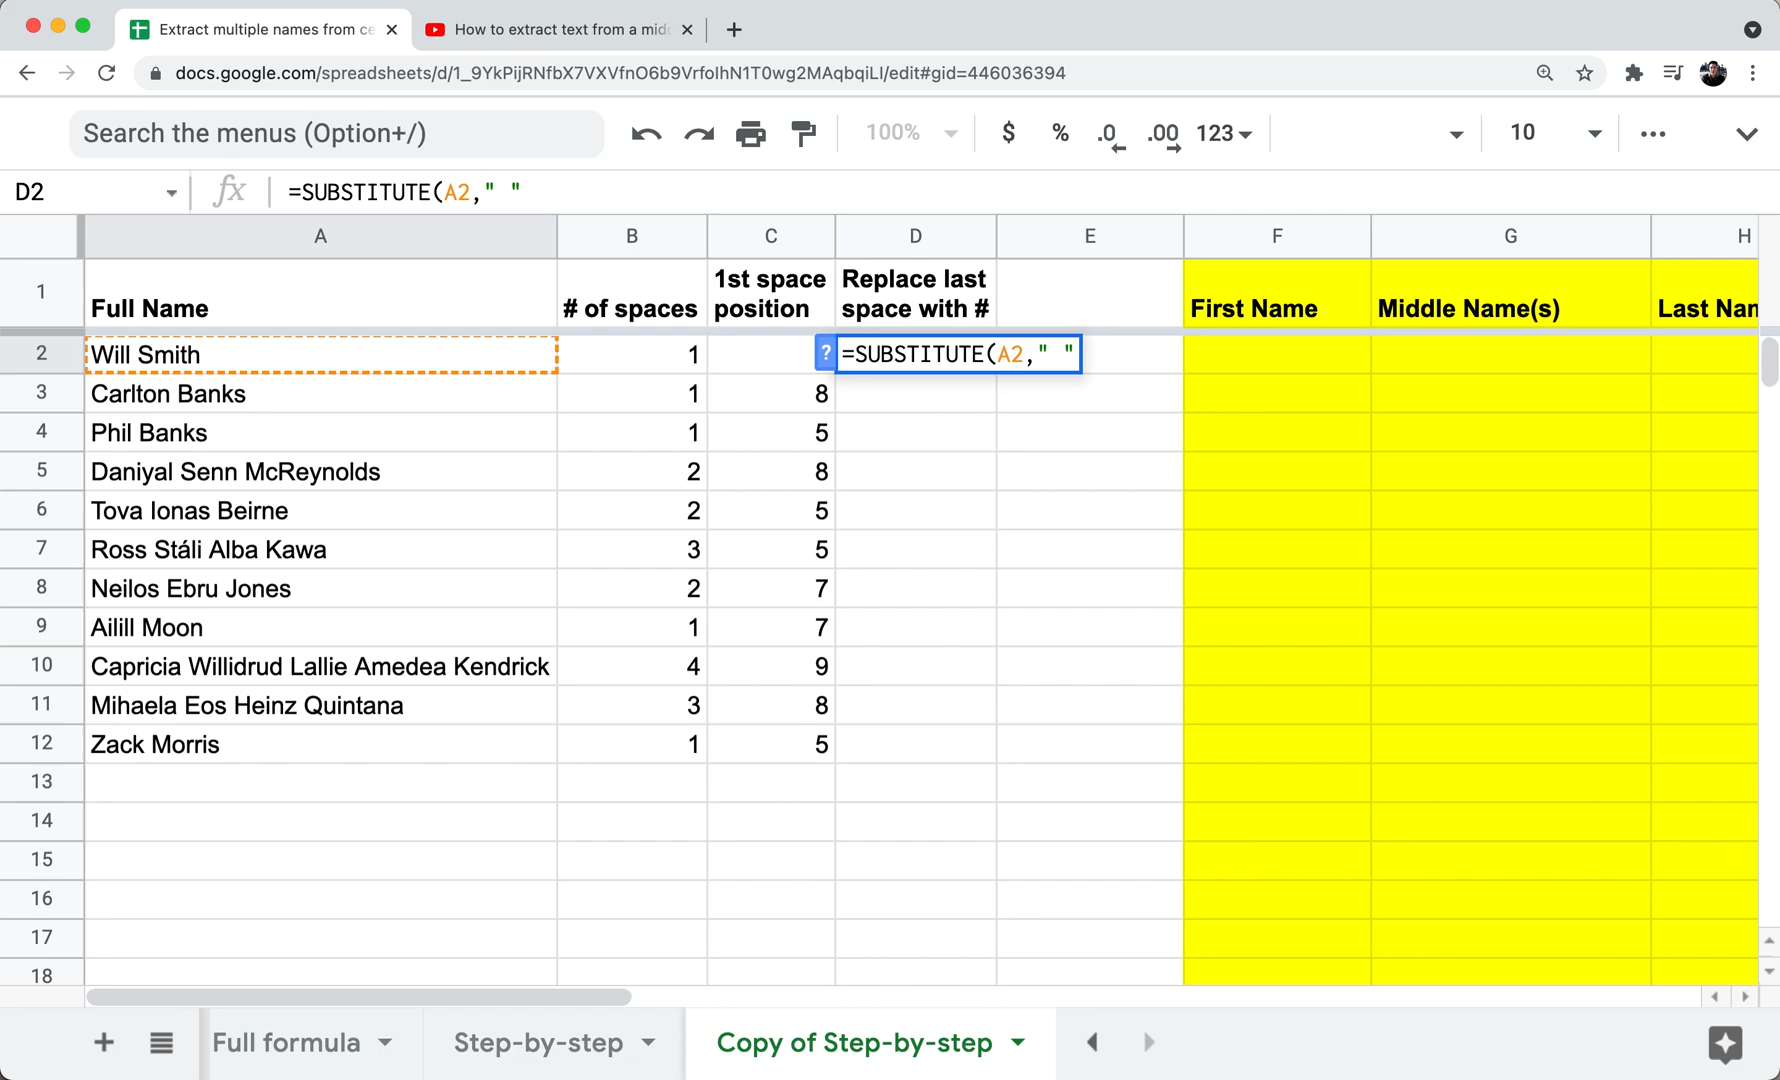 Extract multiple names from ce
How to extract text from a mid
docs.google.com/spreadsheets/d/1_9YkPijRNfbX7VXVfnO6b9VrfoIhN1T0wg2MAqbqiLI/edit#gid=446036394
Search the menus (Option+/)
100% $ % .0 .00 123 10
D2 fx =SUBSTITUTE(A2," "
A B C D E F G H
1 Full Name # of spaces 1st space position Replace last space with # First Name Middle Name(s) Last Nan
2 Will Smith 1 ? =SUBSTITUTE(A2," "
3 Carlton Banks 1 8
4 Phil Banks 1 5
5 Daniyal Senn McReynolds 2 8
6 Tova Ionas Beirne 2 5
7 Ross Stáli Alba Kawa 3 5
8 Neilos Ebru Jones 2 7
9 Ailill Moon 1 7
10 Capricia Willidrud Lallie Amedea Kendrick 4 9
11 Mihaela Eos Heinz Quintana 3 8
12 Zack Morris 1 5
13
14
15
16
17
18
Full formula Step-by-step Copy of Step-by-step